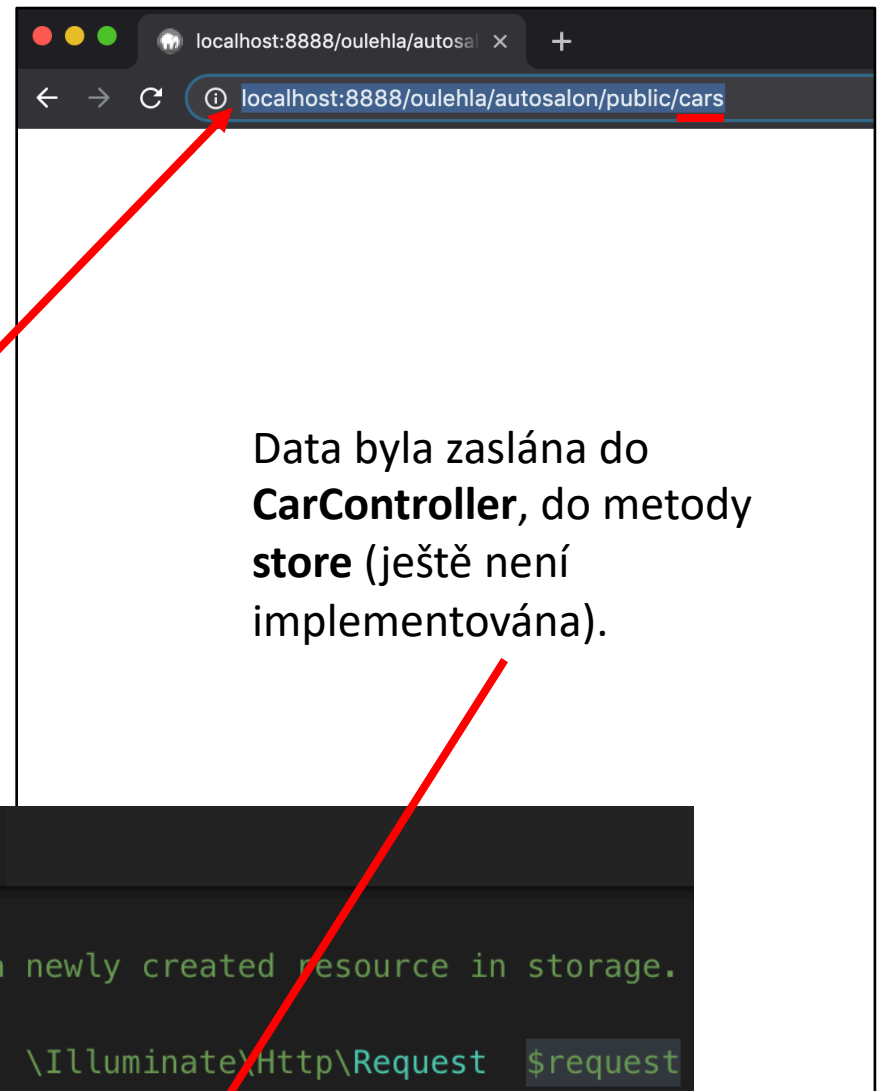 localhost:8888/oulehla/autosal
localhost:8888/oulehla/autosalon/public/cars
Data byla zaslána do
CarController, do metody
store (ještě není
implementována).
newly created resource in storage.
\Illuminate\Http\Request $request